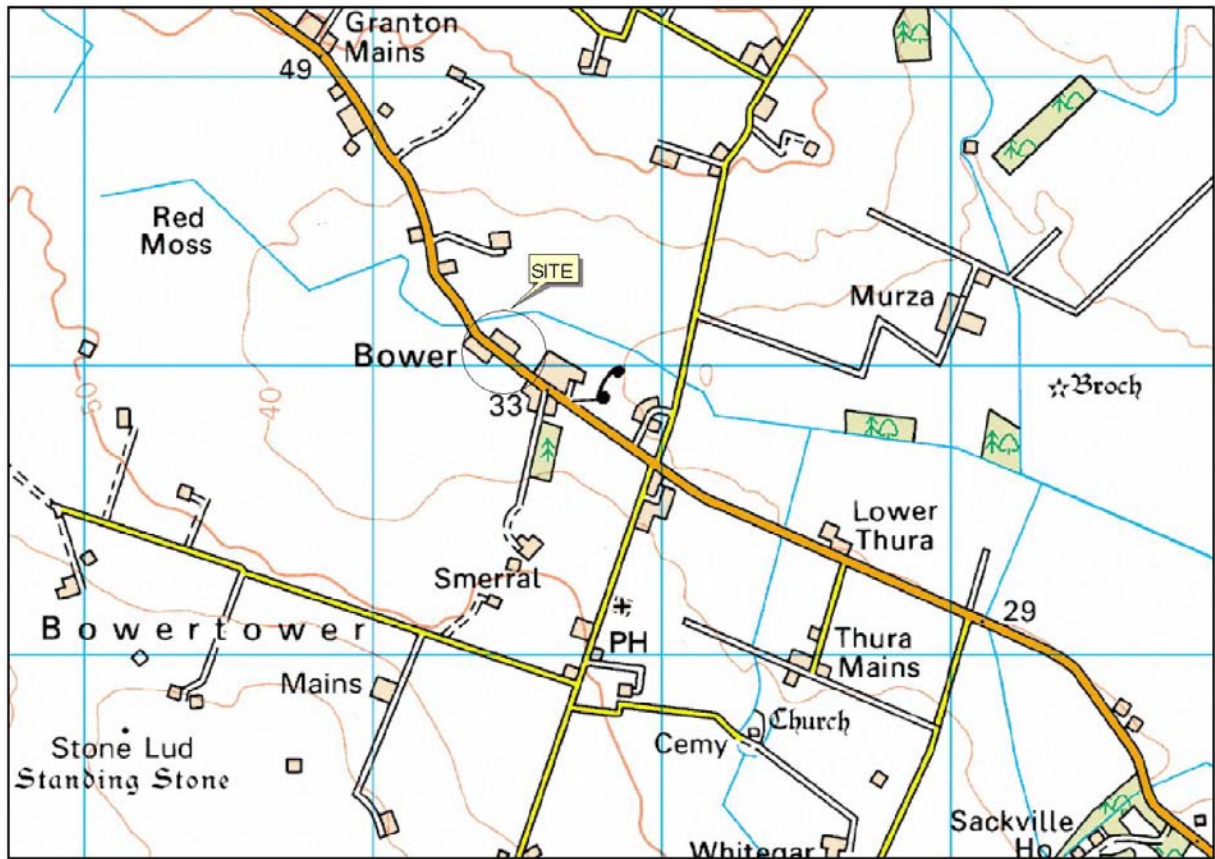 Granton
Mains
49
Red
Moss
SITE
Murza
Bower
Broch
40
33
Lower
Thura
Smerral
29
Bowertower
PH
Thura
Mains
Mains
Church
Cemy
Stone Lud
Standing Stone
Sackville
Ho
Whitegar